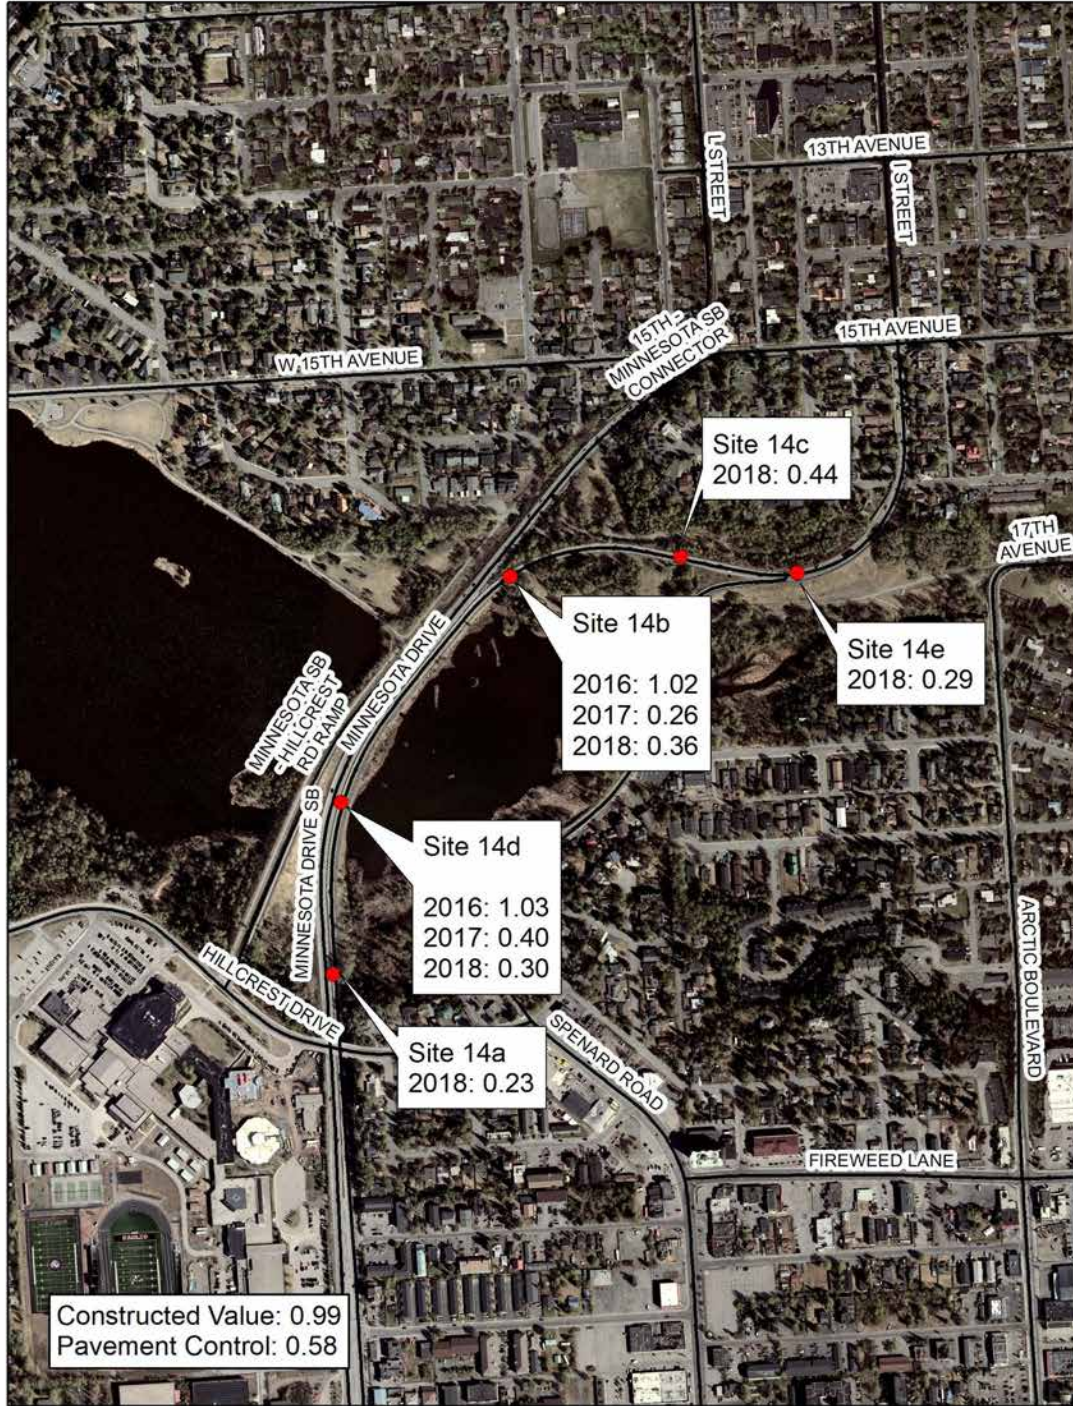 13TH AVENUE
L STREET
I STREET
15TH AVENUE
15TH -
MINNESOTA SB
CONNECTOR
W 15TH AVENUE
Site 14c
2018: 0.44
17TH
AVENUE
Site 14b
2016: 1.02
2017: 0.26
2018: 0.36
Site 14e
2018: 0.29
MINNESOTA DRIVE
MINNESOTA SB
- HILLCREST
RD RAMP
MINNESOTA DRIVE SB
Site 14d
2016: 1.03
2017: 0.40
2018: 0.30
ARCTIC BOULEVARD
HILLCREST DRIVE
Site 14a
2018: 0.23
SPENARD ROAD
FIREWEED LANE
EAGLES
Constructed Value: 0.99
Pavement Control: 0.58